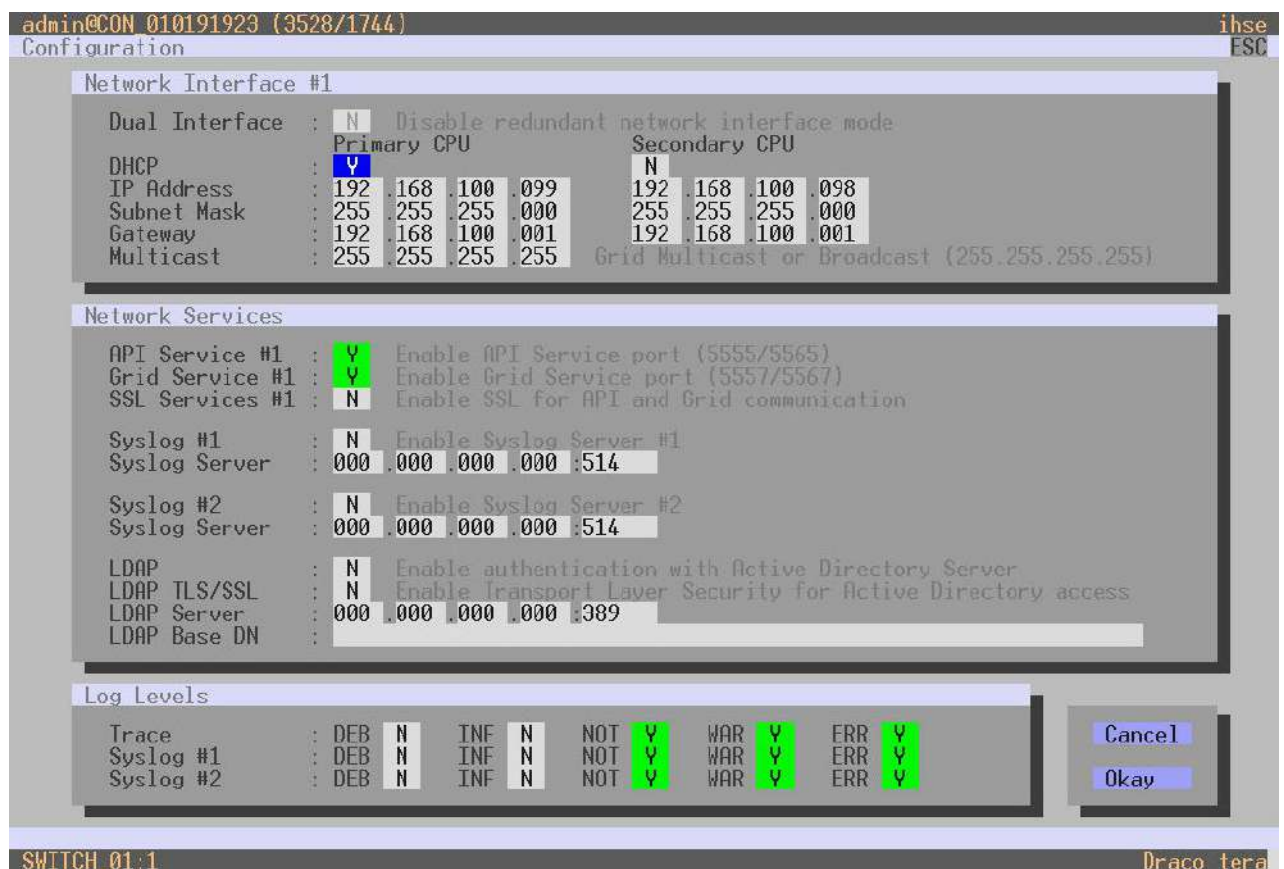 admin@CON_010191923 (3528/1744) ihse
Configuration ESC
Network Interface #1
Dual Interface : N Disable redundant network interface mode
Primary CPU Secondary CPU
DHCP : Y N
IP Address : 192 .168 .100 .099 192 .168 .100 .098
Subnet Mask : 255 .255 .255 .000 255 .255 .255 .000
Gateway : 192 .168 .100 .001 192 .168 .100 .001
Multicast : 255 .255 .255 .255 Grid Multicast or Broadcast (255.255.255.255)
Network Services
API Service #1 : Y Enable API Service port (5555/5565)
Grid Service #1 : Y Enable Grid Service port (5557/5567)
SSL Services #1 : N Enable SSL for API and Grid communication
Syslog #1 : N Enable Syslog Server #1
Syslog Server : 000 .000 .000 .000 :514
Syslog #2 : N Enable Syslog Server #2
Syslog Server : 000 .000 .000 .000 :514
LDAP : N Enable authentication with Active Directory Server
LDAP TLS/SSL : N Enable Transport Layer Security for Active Directory access
LDAP Server : 000 .000 .000 .000 :389
LDAP Base DN :
Log Levels
Trace : DEB N INF N NOT Y WAR Y ERR Y
Syslog #1 : DEB N INF N NOT Y WAR Y ERR Y
Syslog #2 : DEB N INF N NOT Y WAR Y ERR Y
Cancel
Okay
SWITCH_01:1 Draco tera